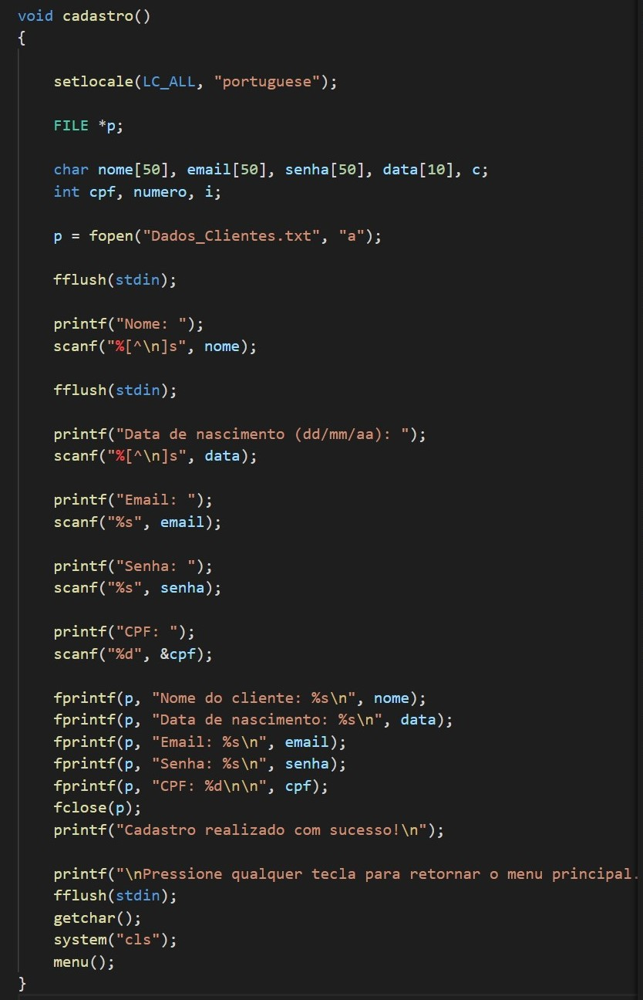 void cadastro()
{
setlocale(LC_ALL, "portuguese");
FILE *p;
char nome[50], email[50], senha[50], data[10], c;
int cpf, numero, i;
p = fopen("Dados_Clientes.txt", "a");
fflush(stdin);
printf("Nome: ");
scanf("%[^\n]s", nome);
fflush(stdin);
printf("Data de nascimento (dd/mm/aa): ");
scanf("%[^\n]s", data);
printf("Email: ");
scanf("%s", email);
printf("Senha: ");
scanf("%s", senha);
printf("CPF: ");
scanf("%d", &cpf);
fprintf(p, "Nome do cliente: %s\n", nome);
fprintf(p, "Data de nascimento: %s\n", data);
fprintf(p, "Email: %s\n", email);
fprintf(p, "Senha: %s\n", senha);
fprintf(p, "CPF: %d\n\n", cpf);
fclose(p);
printf("Cadastro realizado com sucesso!\n");
printf("\nPressione qualquer tecla para retornar o menu principal.
fflush(stdin);
getchar();
system("cls");
menu();
}